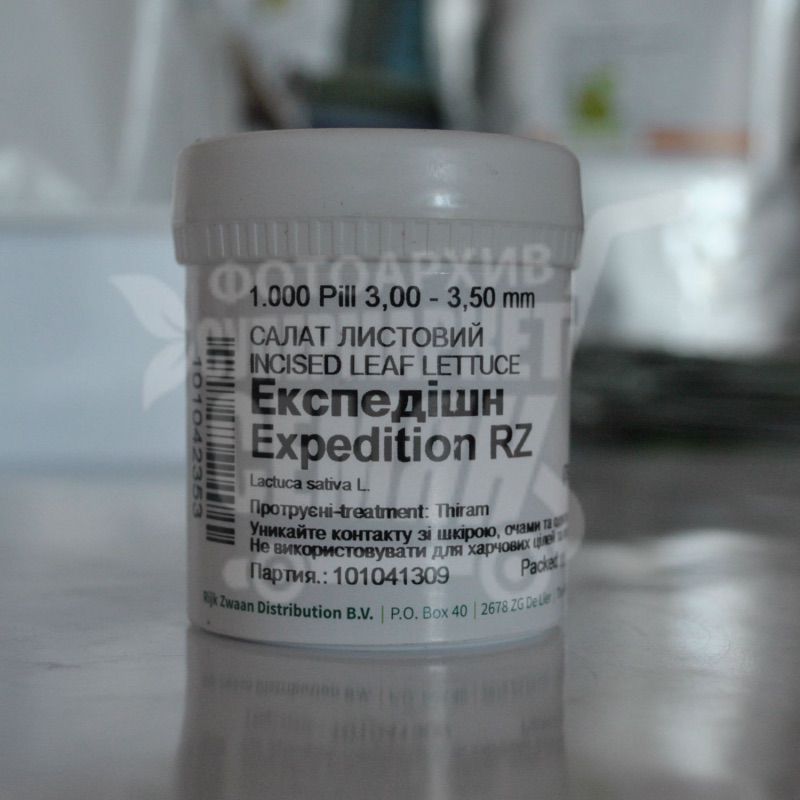 ФОТОАРХИВ
1.000 Pill 3,00 - 3,50 mm
САЛАТ ЛИСТОВИЙ
INCISED LEAF LETTUCE
Експедішн
Expedition RZ
Lactuca sativa L.
Протруєні-treatment: Thiram
Уникайте контакту зі шкірою, очами та
Не використовувати для харчових цілей
Партия.: 101041309 Packed
Rijk Zwaan Distribution B.V. | P.O. Box 40 | 2678 ZG De Lier
101042353